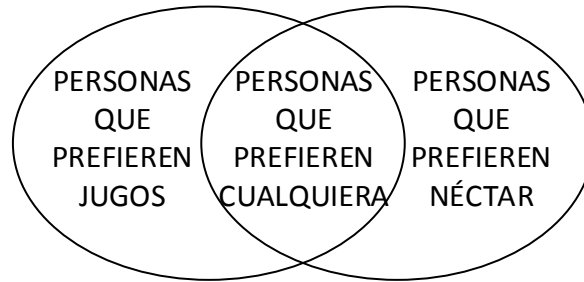 PERSONAS
QUE
PREFIEREN
JUGOS
PERSONAS
QUE
PREFIEREN
CUALQUIERA
PERSONAS
QUE
PREFIEREN
NÉCTAR